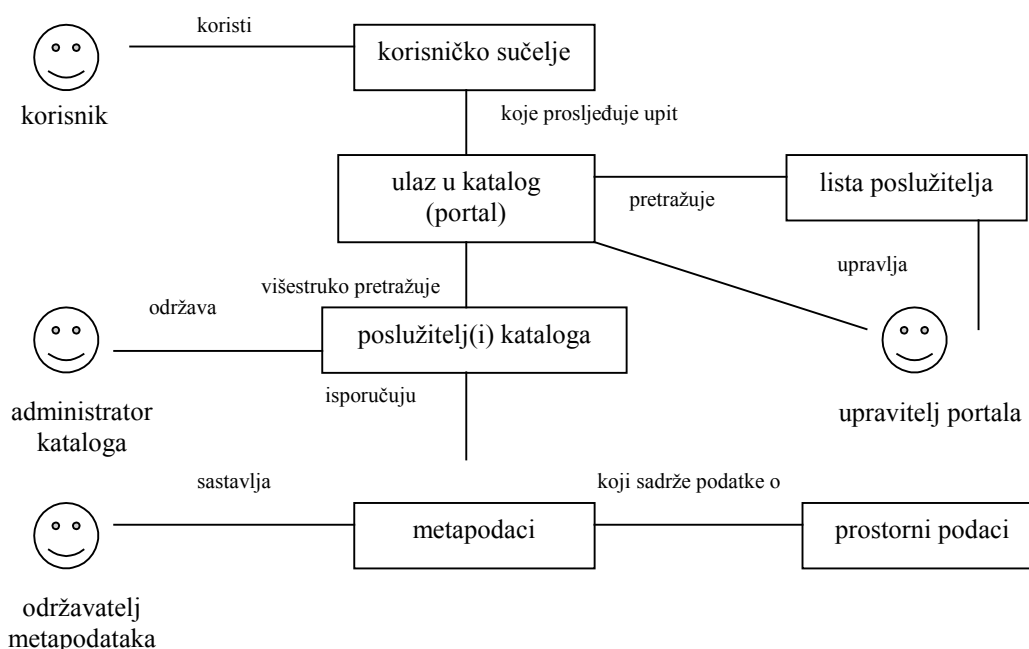 koristi
korisničko sučelje
korisnik
koje prosljeđuje upit
ulaz u katalog
(portal)
lista poslužitelja
pretražuje
upravlja
višestruko pretražuje
održava
poslužitelj(i) kataloga
isporučuju
administrator
kataloga
upravitelj portala
sastavlja
koji sadrže podatke o
metapodaci
prostorni podaci
održavatelj
metapodataka